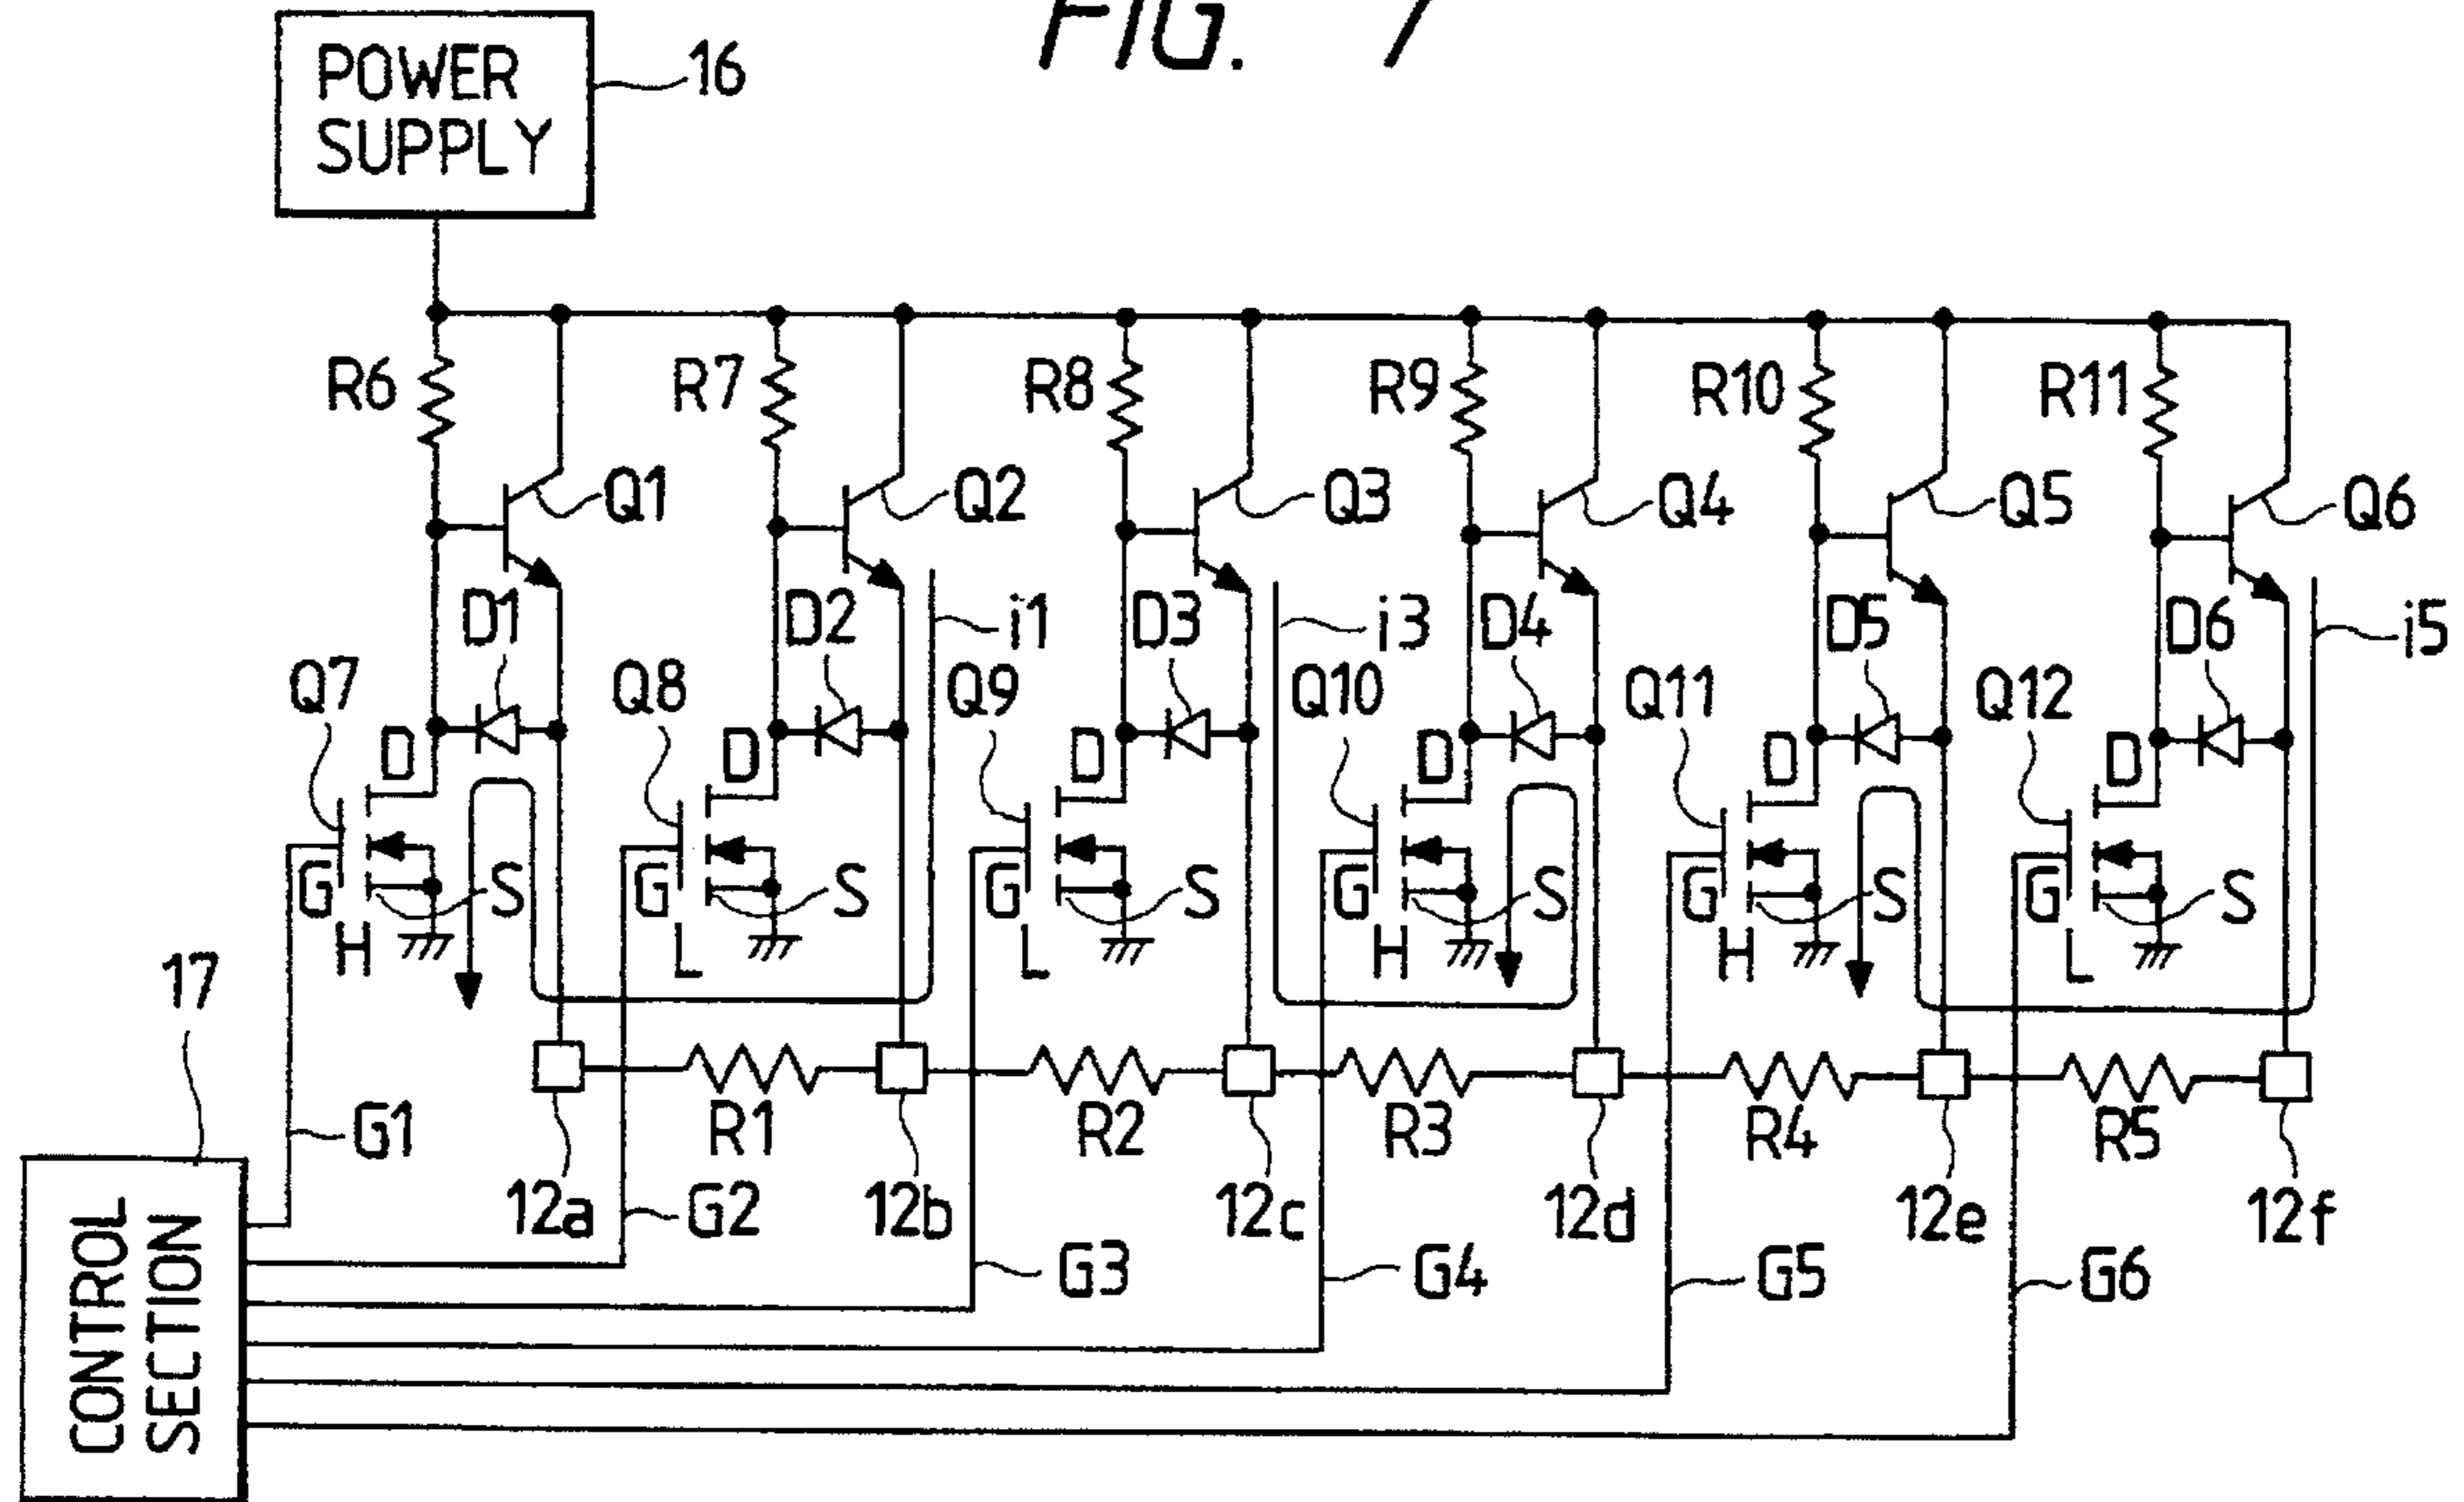 FIG. 7
POWER
SUPPLY
16
R6
R7
R8
R9
R10
R11
Q1
Q2
Q3
Q4
Q5
Q6
D1
D2
i1
D3
i3
D4
D5
D6
i5
Q7
Q8
Q9
Q10
Q11
Q12
D
D
D
D
D
D
G
S
G
S
G
S
G
S
G
S
G
S
H
L
L
H
H
L
17
R1
R2
R3
R4
R5
G1
12a
G2
12b
G3
12c
G4
12d
G5
12e
G6
12f
CONTROL
SECTION